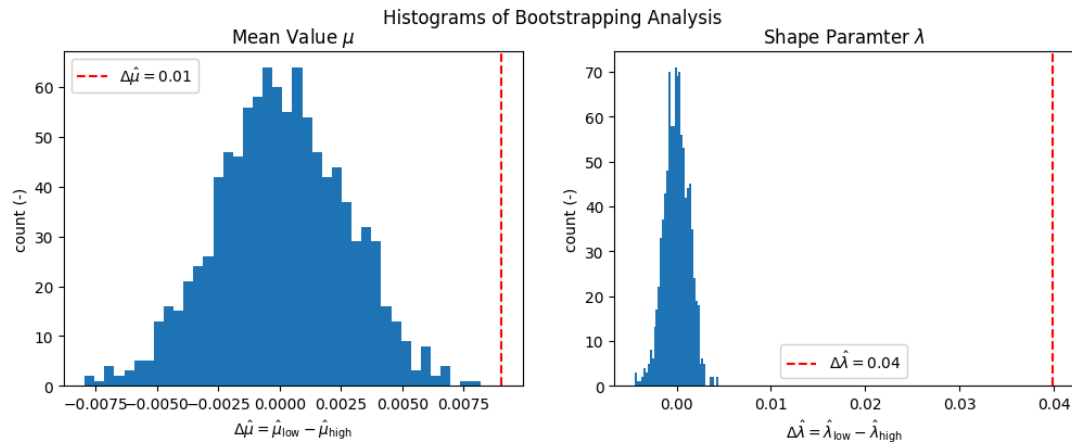 Histograms of Bootstrapping Analysis
Mean Value μ
Δμ̂ = 0.01
count (-)
60
50
40
30
20
10
0
−0.0075 −0.0050 −0.0025 0.0000 0.0025 0.0050 0.0075
Δμ̂ = μ̂low − μ̂high
Shape Paramter λ
count (-)
70
60
50
40
30
20
10
0
Δλ̂ = 0.04
0.00 0.01 0.02 0.03 0.04
Δλ̂ = λ̂low − λ̂high